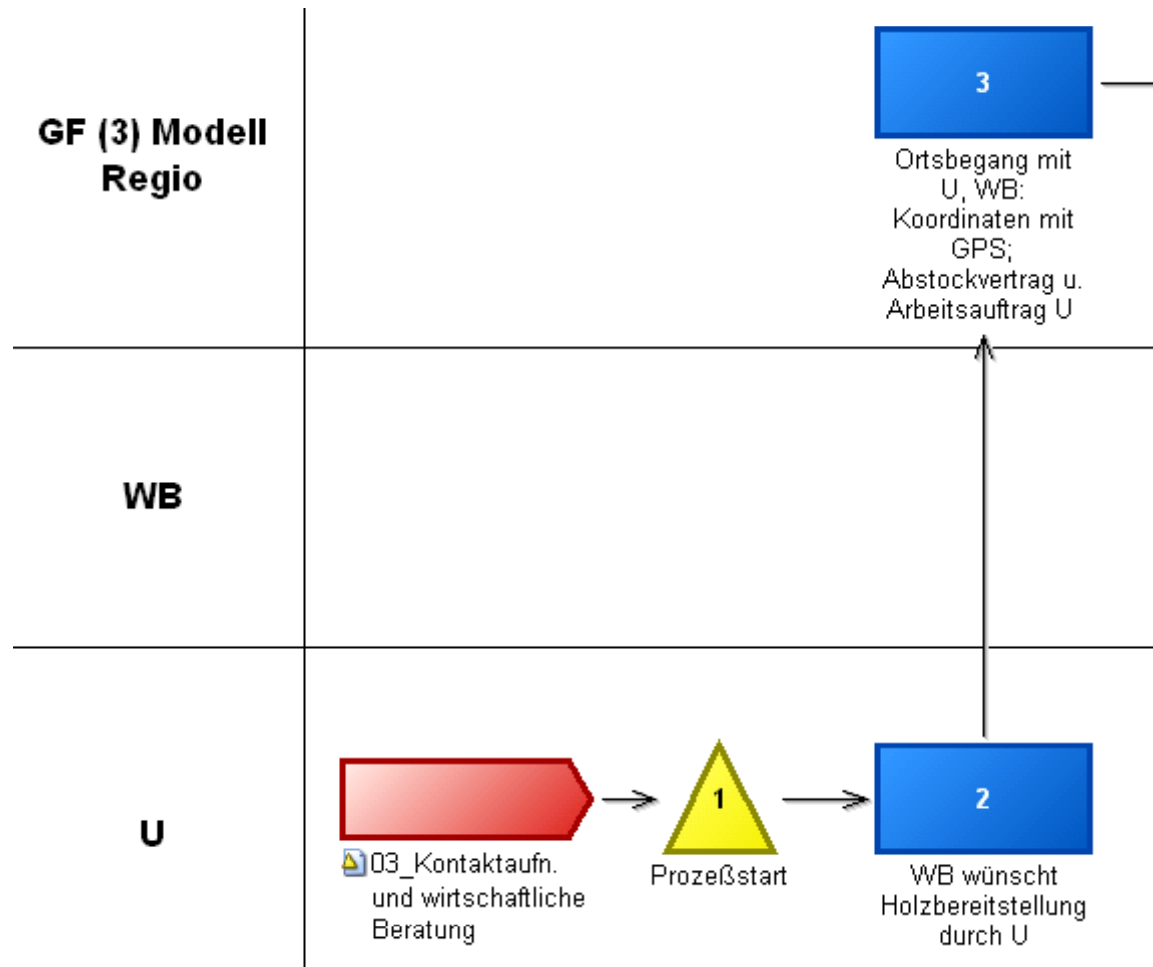 3
GF (3) Modell
Regio
Ortsbegang mit
U, WB:
Koordinaten mit
GPS;
Abstockvertrag u.
Arbeitsauftrag U
WB
U
03_Kontaktaufn.
und wirtschaftliche
Beratung
1
Prozeßstart
2
WB wünscht
Holzbereitstellung
durch U